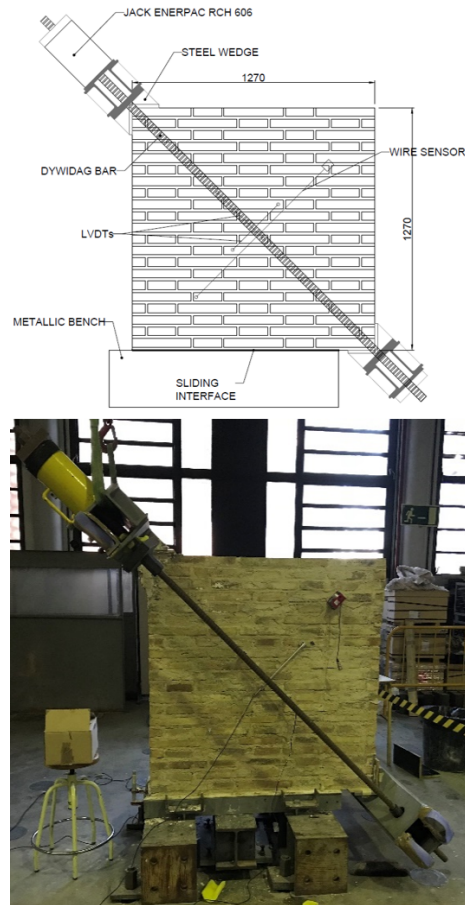 JACK ENERPAC RCH 606
STEEL WEDGE
1270
WIRE SENSOR
DYWIDAG BAR
LVDTs
1270
METALLIC BENCH
SLIDING
INTERFACE